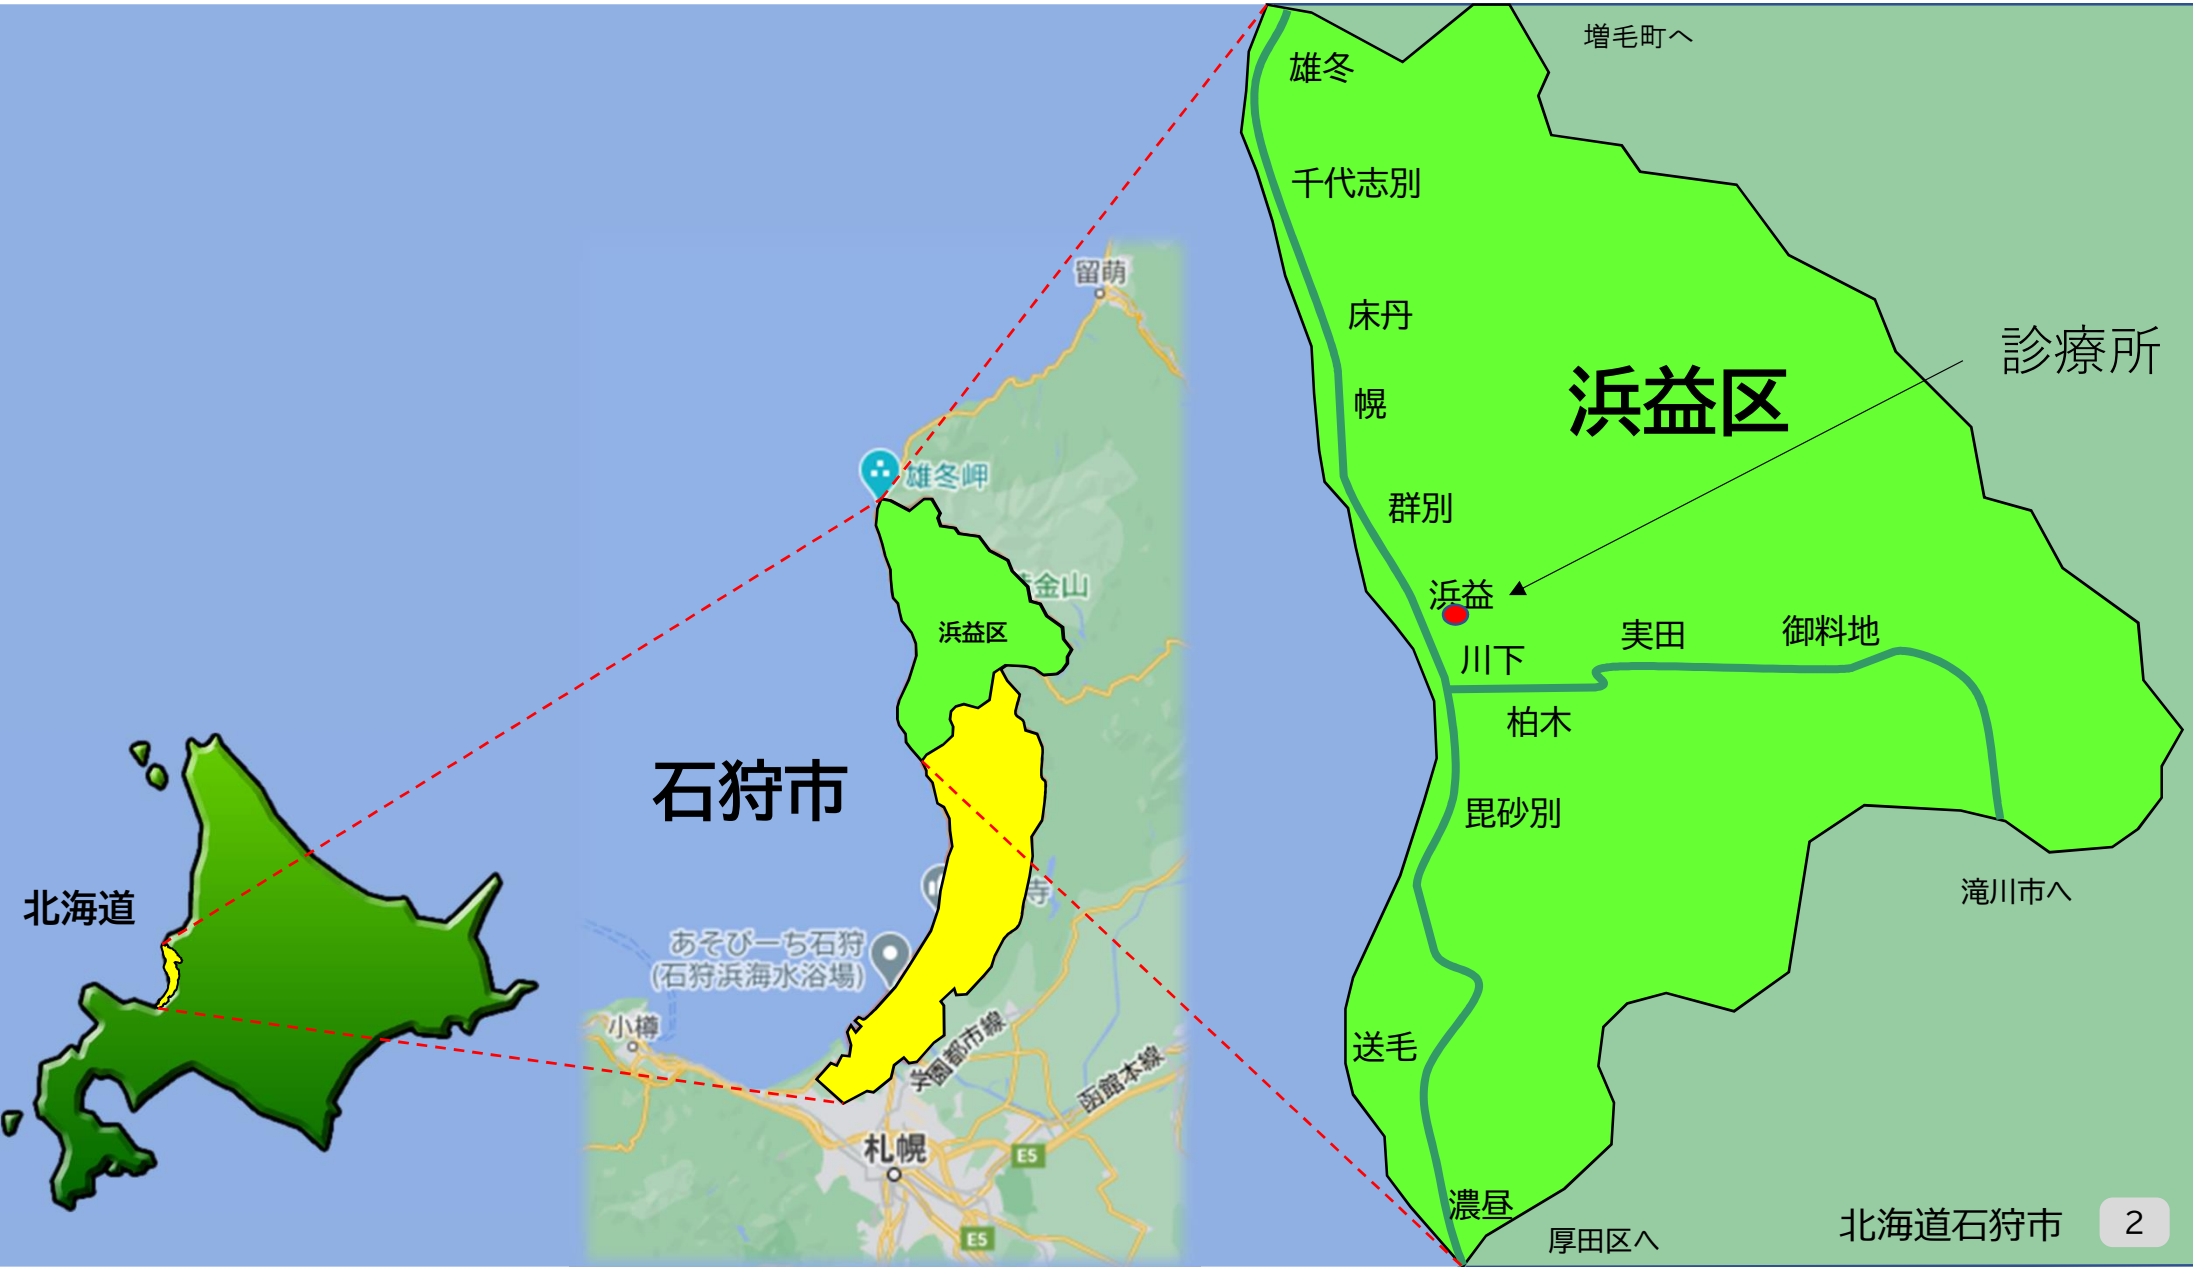 北海道
石狩市
留萌
雄冬岬
金山
浜益区
寺
あそびーち石狩
(石狩浜海水浴場)
小樽
学園都市線
函館本線
札幌
E5
E5
増毛町へ
雄冬
千代志別
床丹
幌
群別
浜益区
診療所
浜益
川下
実田
御料地
柏木
毘砂別
送毛
濃昼
滝川市へ
厚田区へ
北海道石狩市
2